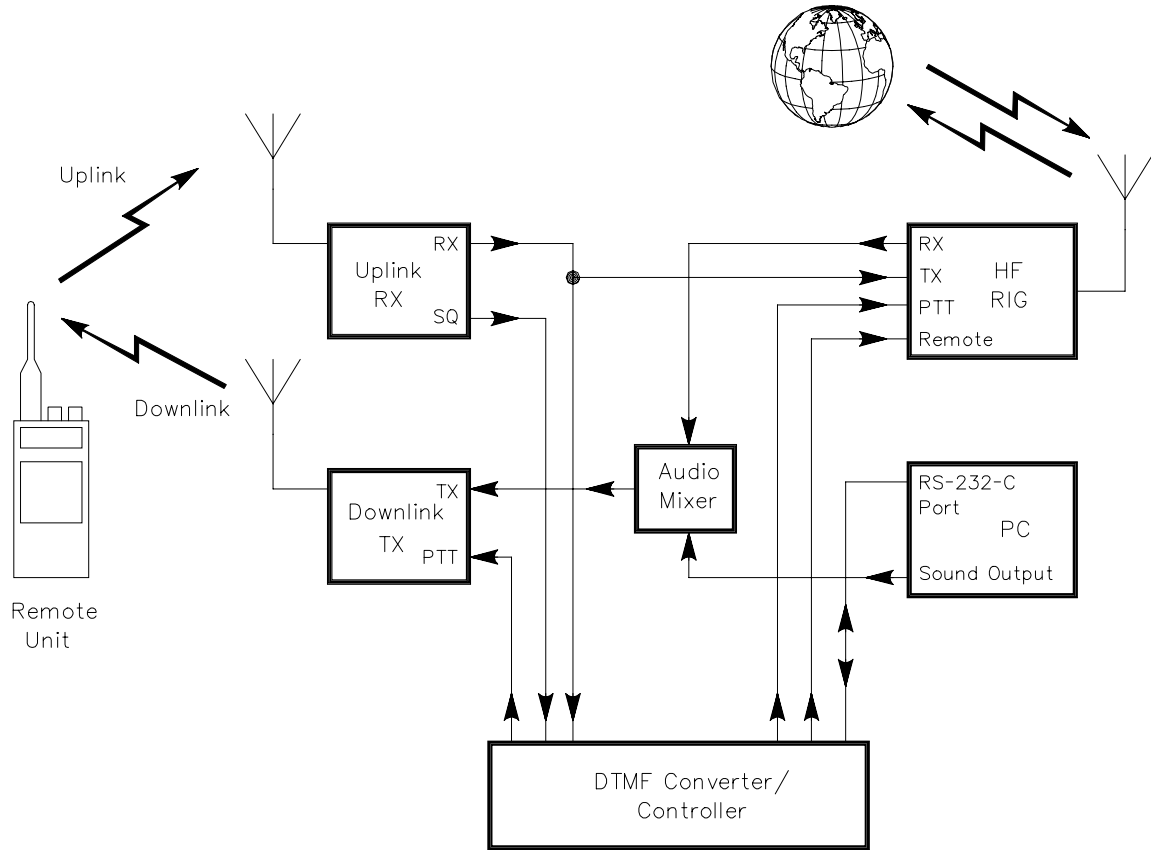 Uplink
Downlink
Remote
Unit
RX
Uplink
RX
SQ
TX
Downlink
TX
PTT
Audio
Mixer
RX
TX
PTT
Remote
HF
RIG
RS-232-C
Port
PC
Sound Output
DTMF Converter/
Controller